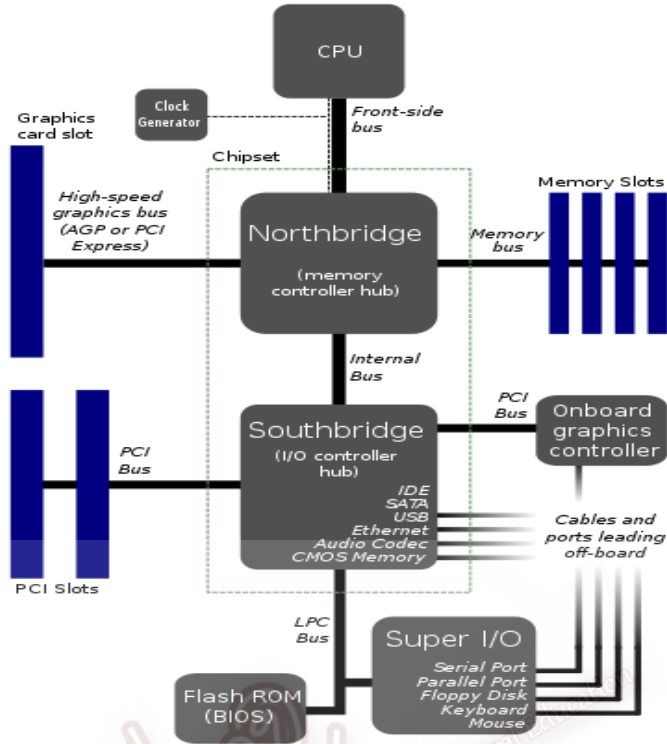 CPU
Clock
Generator
Front-side
bus
Graphics
card slot
Chipset
High-speed
graphics bus
(AGP or PCI
Express)
Northbridge
(memory
controller hub)
Memory
bus
Memory Slots
Internal
Bus
Southbridge
(I/O controller
hub)
PCI
Bus
PCI
Bus
Onboard
graphics
controller
IDE
SATA
USB
Ethernet
Audio Codec
CMOS Memory
Cables and
ports leading
off-board
PCI Slots
LPC
Bus
Super I/O
Serial Port
Parallel Port
Floppy Disk
Keyboard
Mouse
Flash ROM
(BIOS)